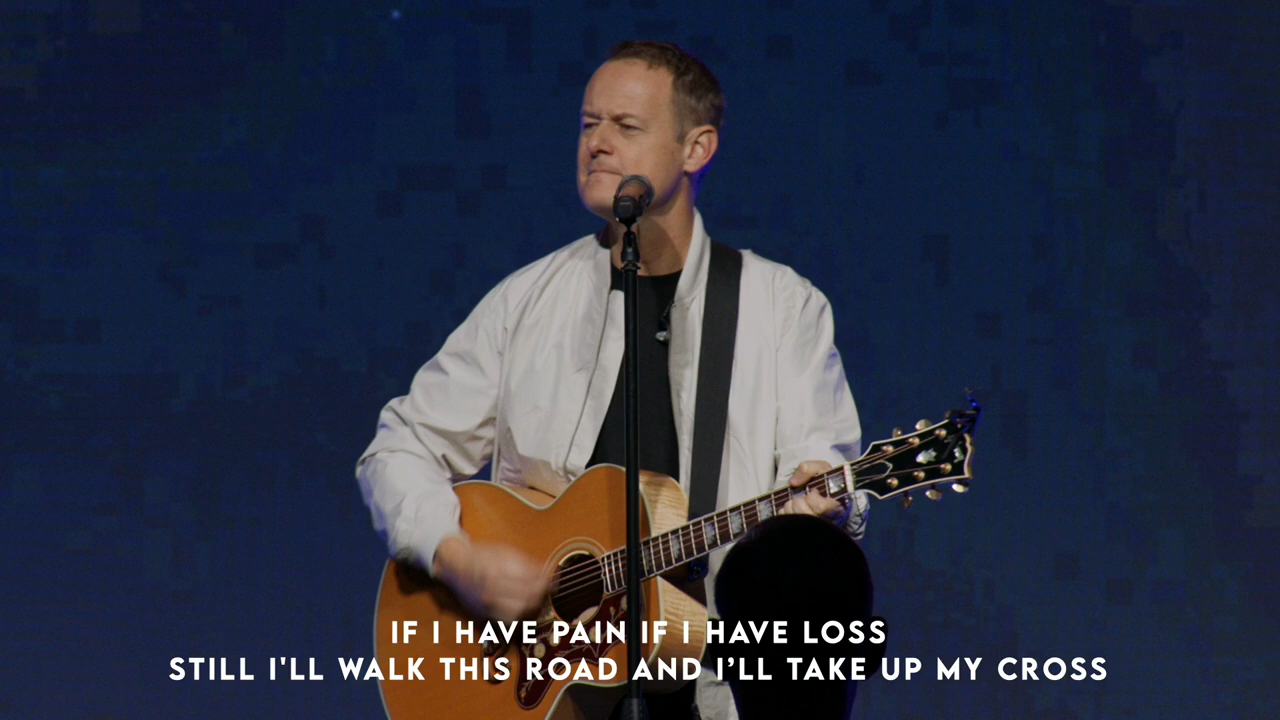 IF I HAVE PAIN IF I HAVE LOSS
STILL I'LL WALK THIS ROAD AND I’LL TAKE UP MY CROSS